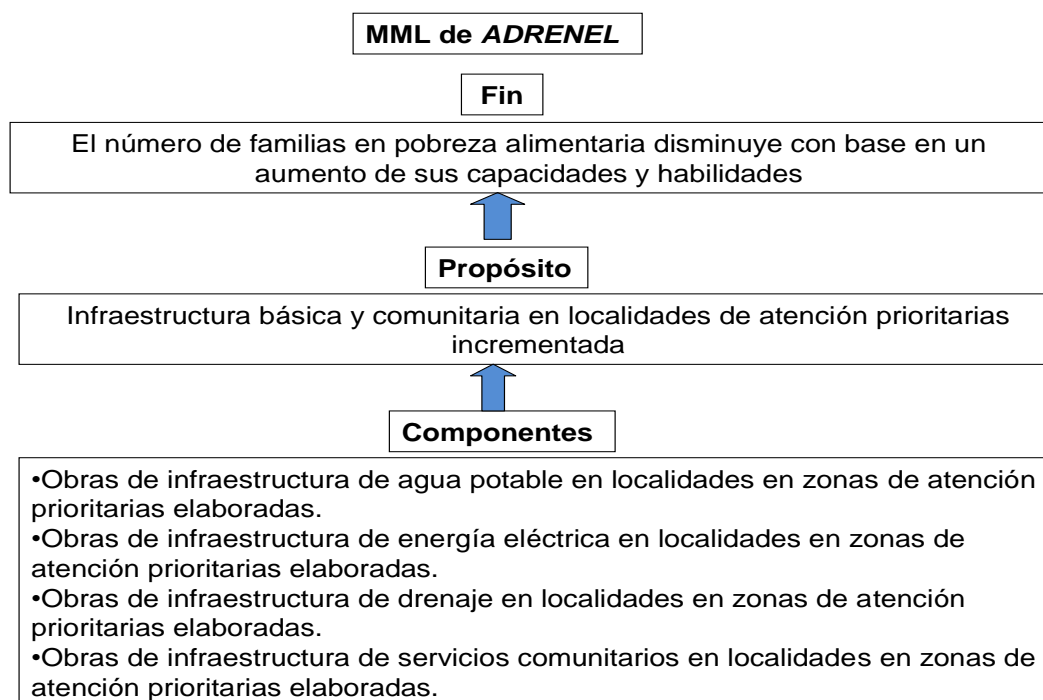 MML de ADRENEL
Fin
El número de familias en pobreza alimentaria disminuye con base en un
aumento de sus capacidades y habilidades
Propósito
Infraestructura básica y comunitaria en localidades de atención prioritarias
incrementada
Componentes
•Obras de infraestructura de agua potable en localidades en zonas de atención
prioritarias elaboradas.
•Obras de infraestructura de energía eléctrica en localidades en zonas de
atención prioritarias elaboradas.
•Obras de infraestructura de drenaje en localidades en zonas de atención
prioritarias elaboradas.
•Obras de infraestructura de servicios comunitarios en localidades en zonas de
atención prioritarias elaboradas.